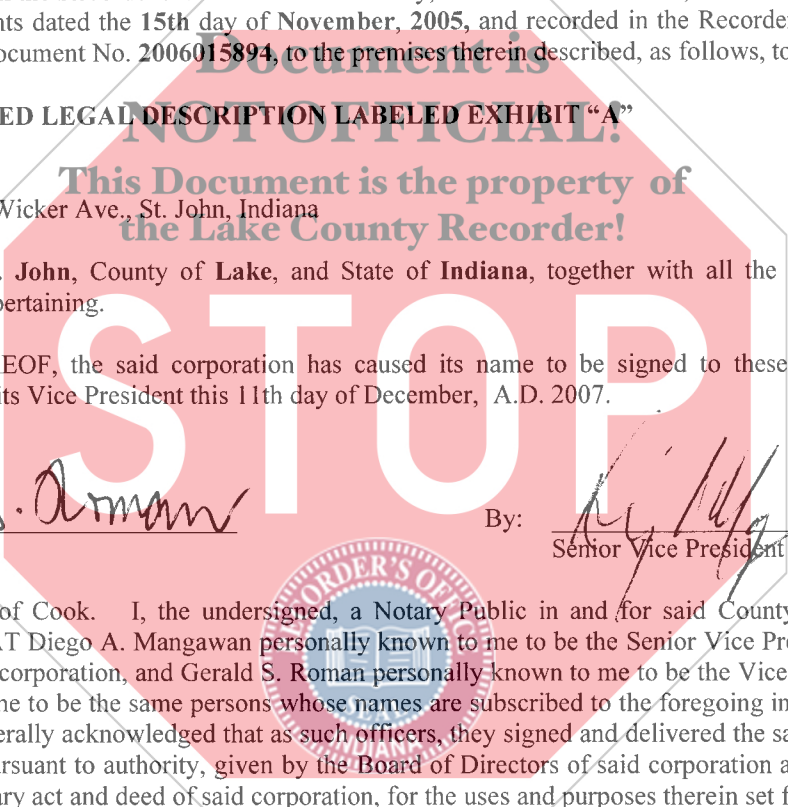 nts dated the 15th day of November, 2005, and recorded in the Recorder
ocument No. 2006015894, to the premises therein described, as follows, to
Document is
ED LEGAL DESCRIPTION LABELED EXHIBIT “A”
NOT OFFICIAL!
This Document is the property of
Wicker Ave., St. John, Indiana
the Lake County Recorder!
. John, County of Lake, and State of Indiana, together with all the
pertaining.
STOP
EOF, the said corporation has caused its name to be signed to these
its Vice President this 11th day of December, A.D. 2007.
S. Roman
By:
Senior Vice President
RECORDER'S OFFICE
SEAL
INDIANA
of Cook. I, the undersigned, a Notary Public in and for said County
AT Diego A. Mangawan personally known to me to be the Senior Vice Pre
corporation, and Gerald S. Roman personally known to me to be the Vice
ne to be the same persons whose names are subscribed to the foregoing in
erally acknowledged that as such officers, they signed and delivered the sa
ursuant to authority, given by the Board of Directors of said corporation a
ary act and deed of said corporation, for the uses and purposes therein set f